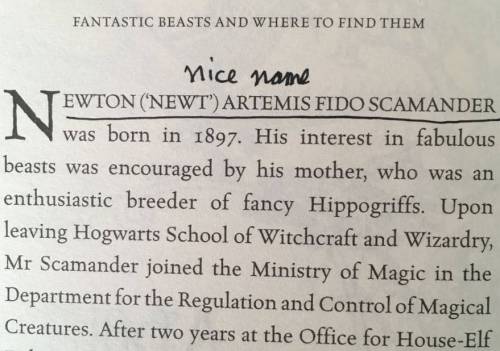 FANTASTIC BEASTS AND WHERE TO FIND THEM
nice name
NEWTON (‘NEWT’) ARTEMIS FIDO SCAMANDER
was born in 1897. His interest in fabulous
beasts was encouraged by his mother, who was an
enthusiastic breeder of fancy Hippogriffs. Upon
leaving Hogwarts School of Witchcraft and Wizardry,
Mr Scamander joined the Ministry of Magic in the
Department for the Regulation and Control of Magical
Creatures. After two years at the Office for House-Elf